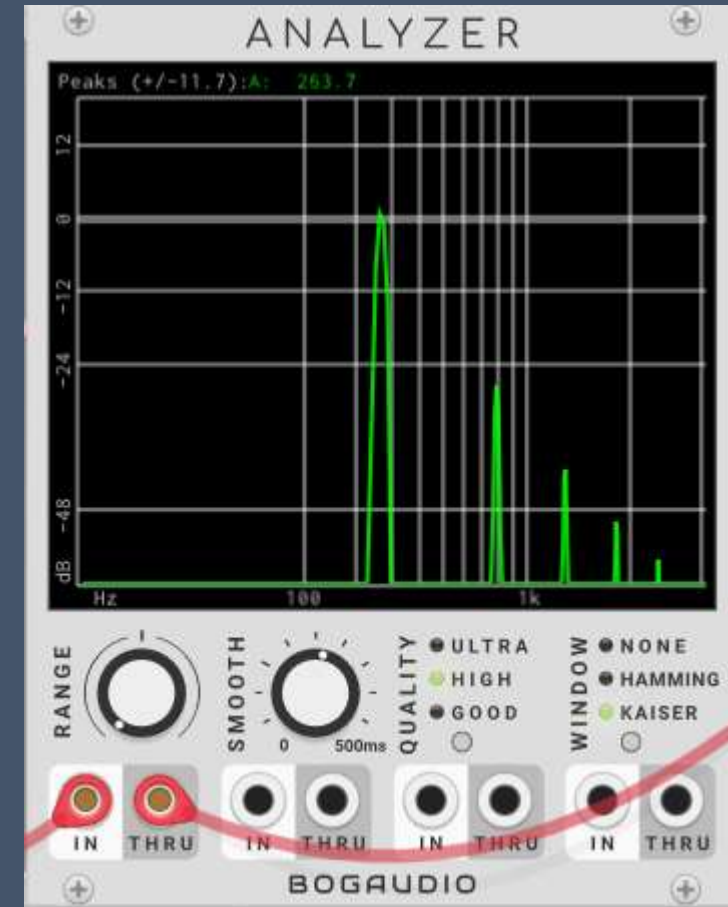 ANALYZER
Peaks (+/-11.7):A: 263.7
12
0
-12
-24
-48
dB
Hz 100 1k
RANGE
SMOOTH
0 500ms
QUALITY
ULTRA
HIGH
GOOD
WINDOW
NONE
HAMMING
KAISER
IN THRU IN THRU IN THRU IN THRU
BOGAUDIO